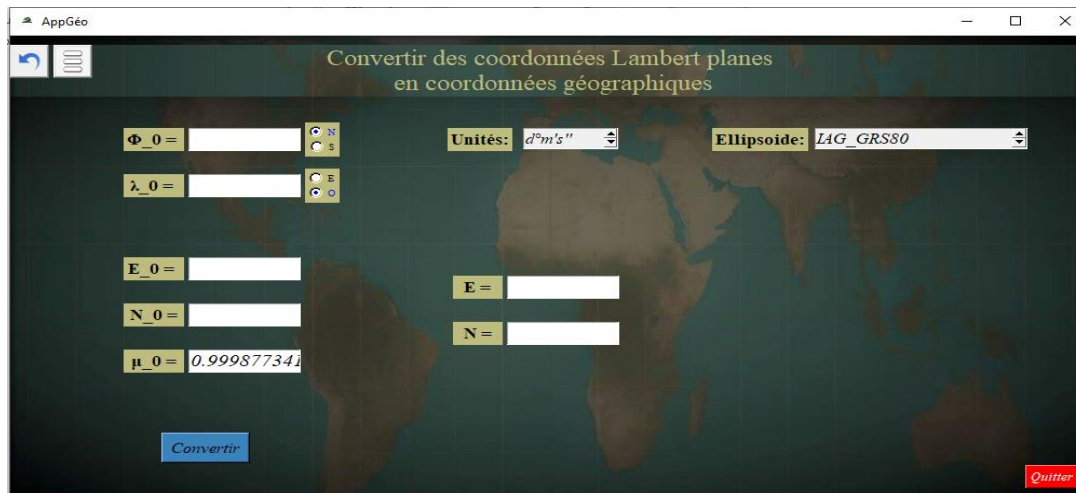 AppGéo
Convertir des coordonnées Lambert planes
en coordonnées géographiques
Φ_0 =
N
S
Unités: d°m's"
Ellipsoide: IAG_GRS80
λ_0 =
E
O
E_0 =
E =
N_0 =
N =
μ_0 = 0.999877341
Convertir
Quitter